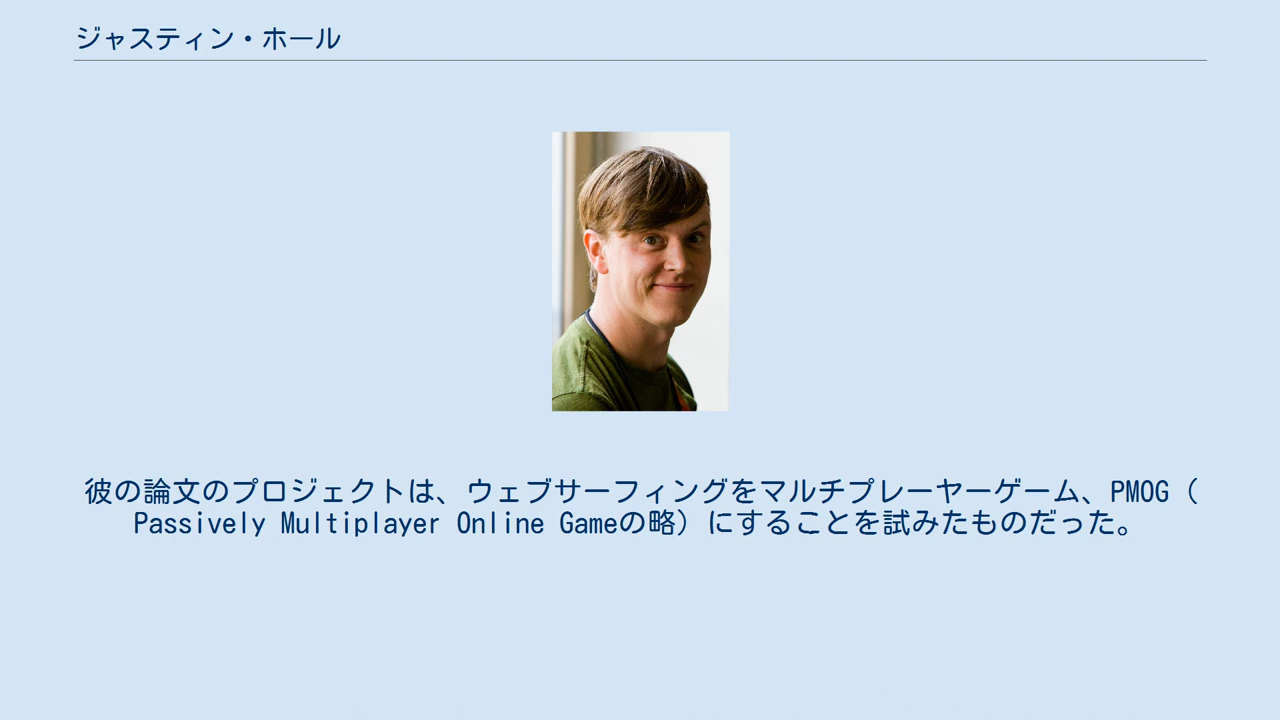 ジャスティン・ホール
彼の論文のプロジェクトは、ウェブサーフィングをマルチプレーヤーゲーム、PMOG（
Passively Multiplayer Online Gameの略）にすることを試みたものだった。